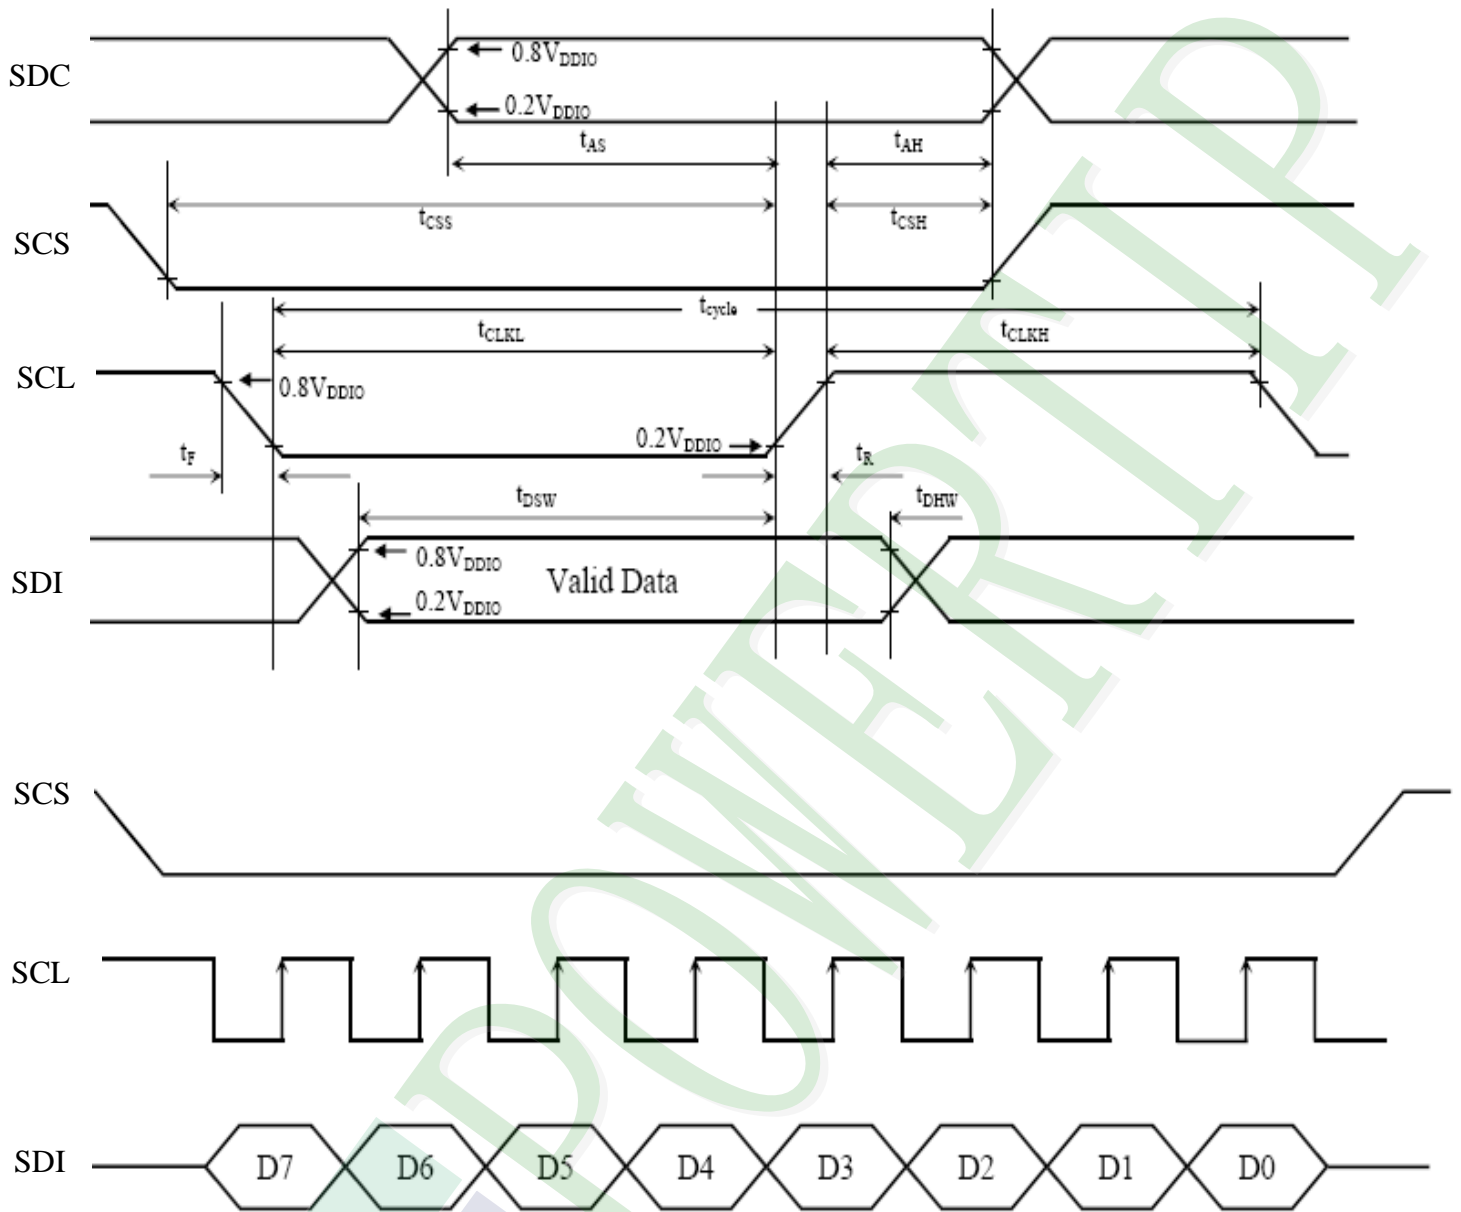 SDC
0.8VDDIO
0.2VDDIO
tAS
tAH
SCS
tCSS
tCSH
tcycle
tCLKL
tCLKH
SCL
0.8VDDIO
0.2VDDIO
tF
tR
tDSW
tDHW
SDI
0.8VDDIO
Valid Data
0.2VDDIO
SCS
SCL
SDI
D7 D6 D5 D4 D3 D2 D1 D0
POWERTIP